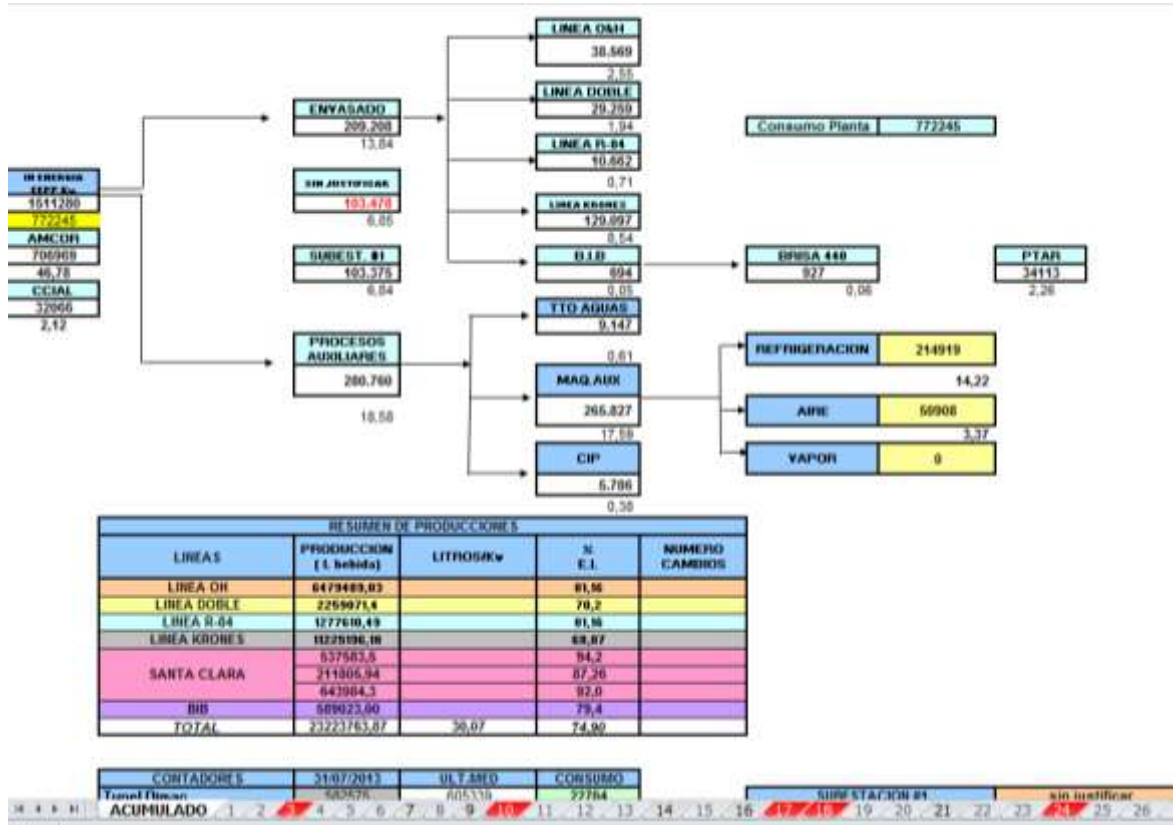 LINEA O&H
38.569
2,55
LINEA DOBLE
29.259
1,94
ENVASADO
209.208
13,84
Consumo Planta 772245
LINEA R-04
10.662
0,71
1511280
772245
SIN JUSTIFICAR
103.478
6,85
LINEA KRONES
129.097
8,54
AMCOR
706969
46,78
SUBEST. 01
103.375
6,84
B.I.B
694
0,05
BRISA 440
927
0,06
PTAR
34113
2,26
CCIAL
32066
2,12
TTO AGUAS
9.147
0,61
PROCESOS
AUXILIARES
280.760
18,58
REFRIGERACION 214919
14,22
MAQ.AUX
265.827
17,59
AIRE 50908
3,37
CIP
5.786
0,38
VAPOR 0
RESUMEN DE PRODUCCIONES
LINEAS PRODUCCION LITROS/Kw % NUMERO
( L bebida) E.I. CAMBIOS
LINEA OH 6479489,03 81,16
LINEA DOBLE 2259071,4 70,2
LINEA R-04 1277610,49 81,16
LINEA KRONES 11225196,18
SANTA CLARA
537583,5 94,2
211805,94 87,26
643984,3 92,0
BIB 589023,00 79,4
TOTAL 23223763,87 30,07 74,90
CONTADORES 31/07/2013 ULT.MED CONSUMO
SUBESTACION 01 sin justificar
Tunel 582575 605339 22764
ACUMULADO 1 2 3 4 5 6 7 8 9 10 11 12 13 14 15 16 17 18 19 20 21 22 23 24 25 26